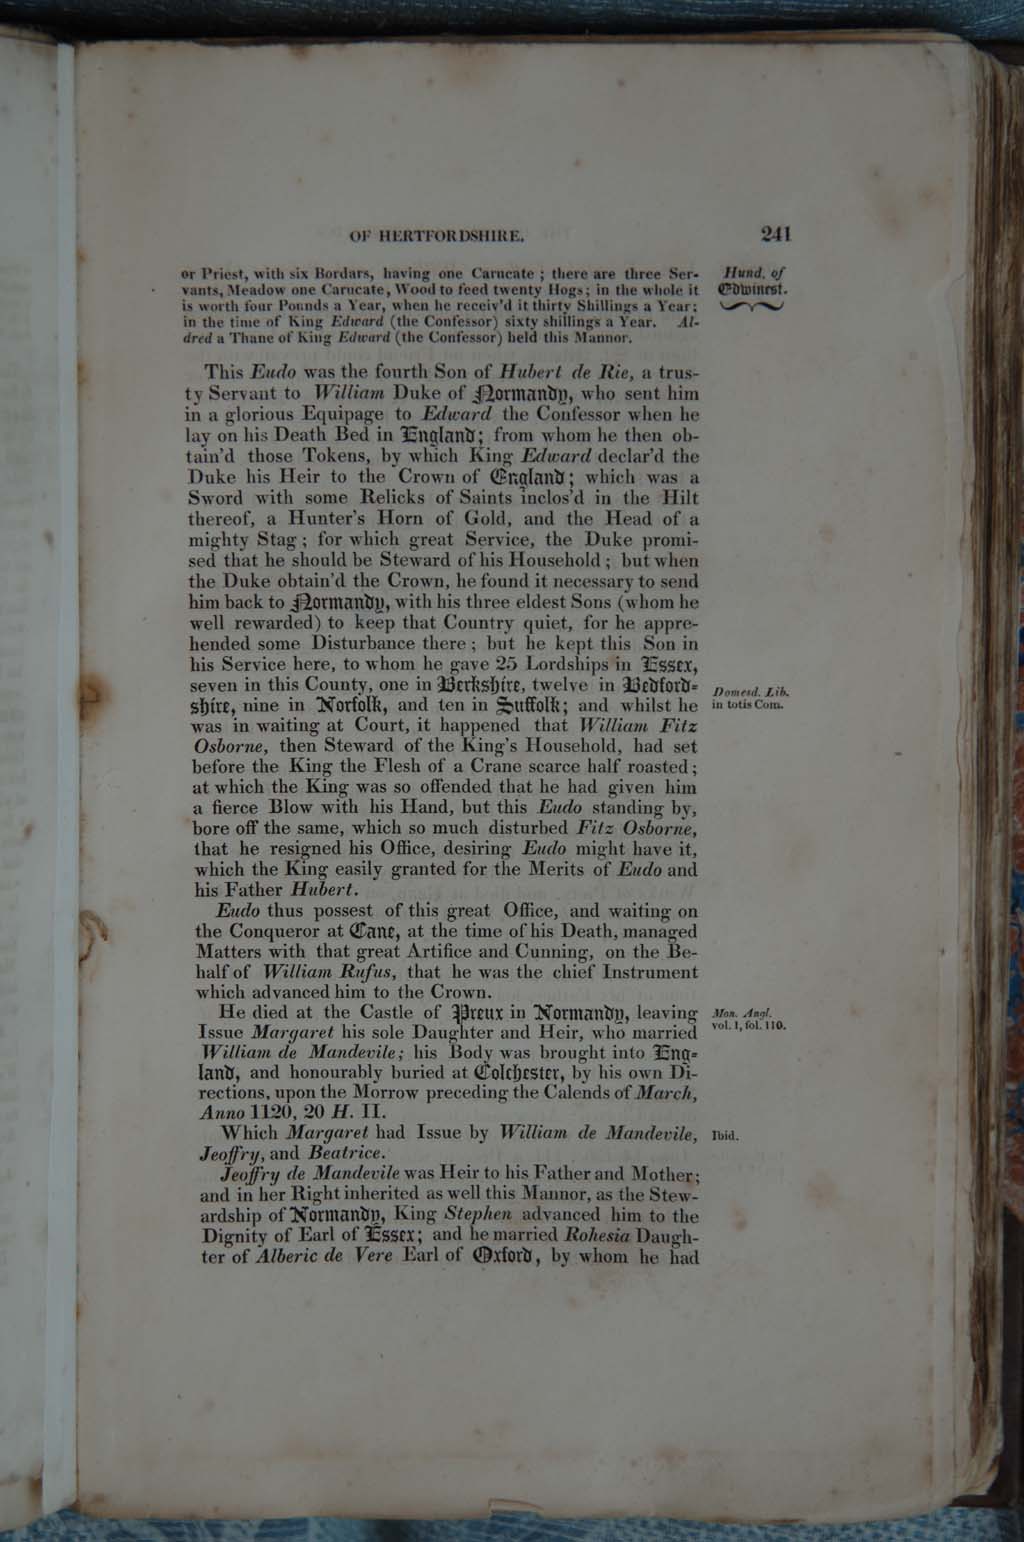 OF HERTFORDSHIRE. 241
or Priest, with six Bordars, having one Carucate ; there are three Ser-
vants, Meadow one Carucate, Wood to feed twenty Hogs; in the whole it
is worth four Pounds a Year, when he receiv'd it thirty Shillings a Year;
in the time of King Edward (the Confessor) sixty shillings a Year. Al-
dred a Thane of King Edward (the Confessor) held this Mannor.
Hund. of
Edwinest.
This Eudo was the fourth Son of Hubert de Rie, a trus-
ty Servant to William Duke of Normandy, who sent him
in a glorious Equipage to Edward the Confessor when he
lay on his Death Bed in England; from whom he then ob-
tain'd those Tokens, by which King Edward declar'd the
Duke his Heir to the Crown of England; which was a
Sword with some Relicks of Saints inclos'd in the Hilt
thereof, a Hunter's Horn of Gold, and the Head of a
mighty Stag ; for which great Service, the Duke promi-
sed that he should be Steward of his Household ; but when
the Duke obtain'd the Crown, he found it necessary to send
him back to Normandy, with his three eldest Sons (whom he
well rewarded) to keep that Country quiet, for he appre-
hended some Disturbance there ; but he kept this Son in
his Service here, to whom he gave 25 Lordships in Essex,
seven in this County, one in Berkshire, twelve in Bedford-
shire, nine in Norfolk, and ten in Suffolk; and whilst he
was in waiting at Court, it happened that William Fitz
Osborne, then Steward of the King's Household, had set
before the King the Flesh of a Crane scarce half roasted ;
at which the King was so offended that he had given him
a fierce Blow with his Hand, but this Eudo standing by,
bore off the same, which so much disturbed Fitz Osborne,
that he resigned his Office, desiring Eudo might have it,
which the King easily granted for the Merits of Eudo and
his Father Hubert.
Domesd. Lib.
in totis Com.
Eudo thus possest of this great Office, and waiting on
the Conqueror at Cane, at the time of his Death, managed
Matters with that great Artifice and Cunning, on the Be-
half of William Rufus, that he was the chief Instrument
which advanced him to the Crown.
He died at the Castle of Preux in Normandy, leaving
Issue Margaret his sole Daughter and Heir, who married
William de Mandevile; his Body was brought into Eng-
land, and honourably buried at Colchester, by his own Di-
rections, upon the Morrow preceding the Calends of March,
Anno 1120, 20 H. II.
Mon. Angl.
vol. 1, fol. 110.
Which Margaret had Issue by William de Mandevile,
Jeoffry, and Beatrice.
Ibid.
Jeoffry de Mandevile was Heir to his Father and Mother;
and in her Right inherited as well this Mannor, as the Stew-
ardship of Normandy, King Stephen advanced him to the
Dignity of Earl of Essex; and he married Rohesia Daugh-
ter of Alberic de Vere Earl of Oxford, by whom he had